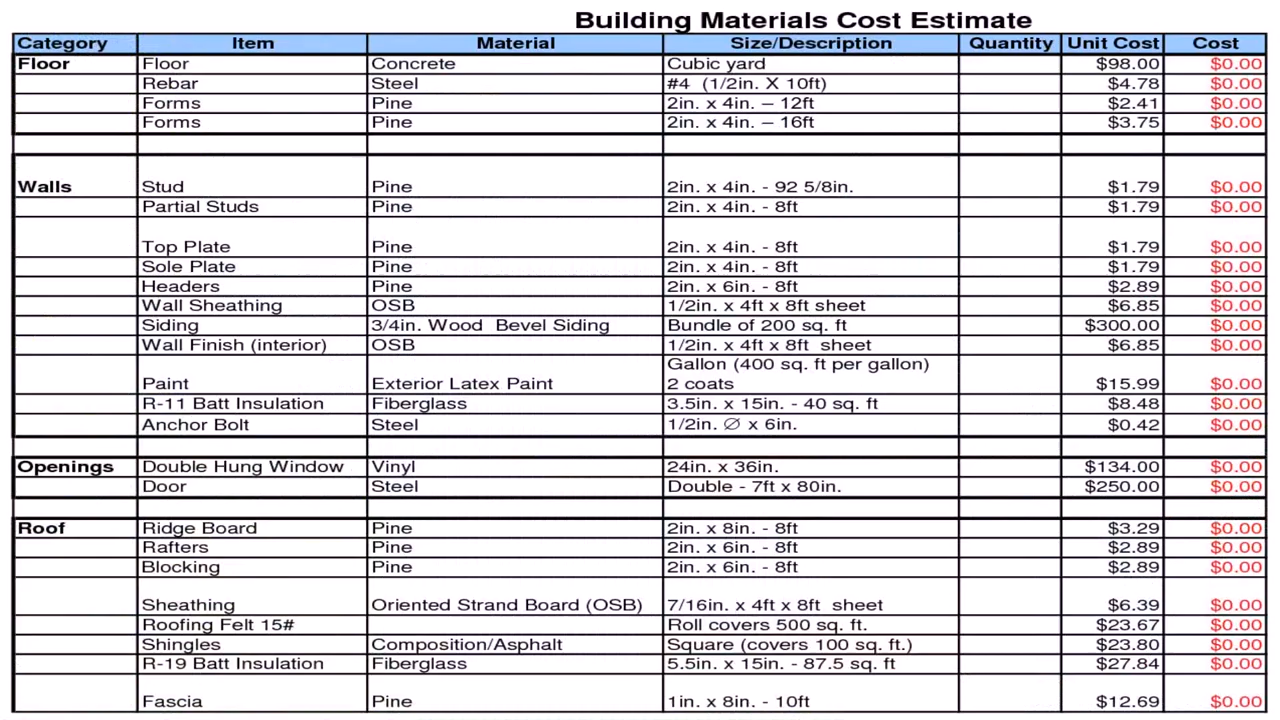 Building Materials Cost Estimate
Category Item Material Size/Description Quantity Unit Cost Cost
Floor Floor Concrete Cubic yard $98.00 $0.00
Rebar Steel #4 (1/2in. X 10ft) $4.78 $0.00
Forms Pine 2in. x 4in. – 12ft $2.41 $0.00
Forms Pine 2in. x 4in. – 16ft $3.75 $0.00
Walls Stud Pine 2in. x 4in. - 92 5/8in. $1.79 $0.00
Partial Studs Pine 2in. x 4in. - 8ft $1.79 $0.00
Top Plate Pine 2in. x 4in. - 8ft $1.79 $0.00
Sole Plate Pine 2in. x 4in. - 8ft $1.79 $0.00
Headers Pine 2in. x 6in. - 8ft $2.89 $0.00
Wall Sheathing OSB 1/2in. x 4ft x 8ft sheet $6.85 $0.00
Siding 3/4in. Wood Bevel Siding Bundle of 200 sq. ft $300.00 $0.00
Wall Finish (interior) OSB 1/2in. x 4ft x 8ft sheet $6.85 $0.00
Gallon (400 sq. ft per gallon)
Paint Exterior Latex Paint 2 coats $15.99 $0.00
R-11 Batt Insulation Fiberglass 3.5in. x 15in. - 40 sq. ft $8.48 $0.00
Anchor Bolt Steel 1/2in. ∅ x 6in. $0.42 $0.00
Openings Double Hung Window Vinyl 24in. x 36in. $134.00 $0.00
Door Steel Double - 7ft x 80in. $250.00 $0.00
Roof Ridge Board Pine 2in. x 8in. - 8ft $3.29 $0.00
Rafters Pine 2in. x 6in. - 8ft $2.89 $0.00
Blocking Pine 2in. x 6in. - 8ft $2.89 $0.00
Sheathing Oriented Strand Board (OSB) 7/16in. x 4ft x 8ft sheet $6.39 $0.00
Roofing Felt 15# Roll covers 500 sq. ft. $23.67 $0.00
Shingles Composition/Asphalt Square (covers 100 sq. ft.) $23.80 $0.00
R-19 Batt Insulation Fiberglass 5.5in. x 15in. - 87.5 sq. ft $27.84 $0.00
Fascia Pine 1in. x 8in. - 10ft $12.69 $0.00